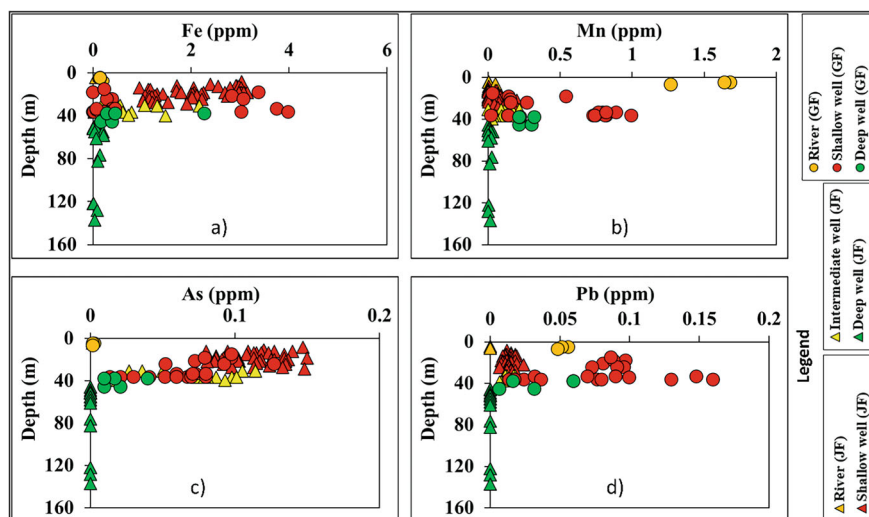 Fe (ppm)
0 2 4 6
Depth (m)
0
40
80
120
160
a)
Mn (ppm)
0 0.5 1 1.5 2
Depth (m)
0
40
80
120
160
b)
As (ppm)
0 0.1 0.2
Depth (m)
0
40
80
120
160
c)
Pb (ppm)
0 0.05 0.1 0.15 0.2
Depth (m)
0
40
80
120
160
d)
Legend
River (GF)
Shallow well (GF)
Deep well (GF)
Intermediate well (JF)
Deep well (JF)
River (JF)
Shallow well (JF)